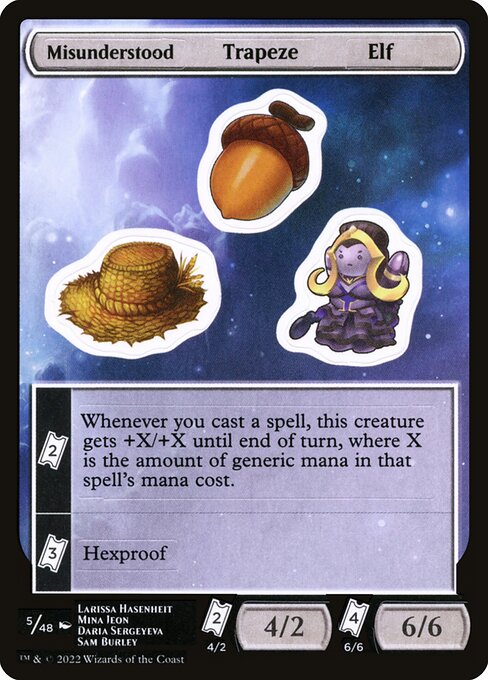 Misunderstood Trapeze Elf
2
Whenever you cast a spell, this creature
gets +X/+X until end of turn, where X
is the amount of generic mana in that
spell's mana cost.
3
Hexproof
5/48
Larissa Hasenheit
Mina Jeon
Daria Sergeyeva
Sam Burley
2
4/2
4/2
4
6/6
6/6
™ & © 2022 Wizards of the Coast